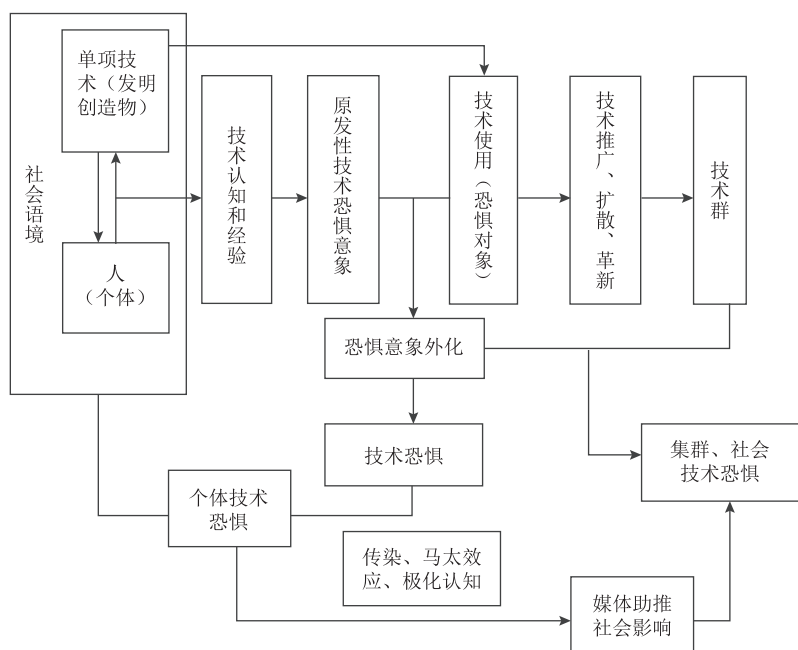 单项技
术（发明
创造物）
社会语境
人
（个体）
技术认知和经验
原发性技术恐惧意象
技术使用（恐惧对象）
技术推广、扩散、革新
技术群
恐惧意象外化
技术恐惧
集群、社会
技术恐惧
个体技术
恐惧
传染、马太效
应、极化认知
媒体助推
社会影响